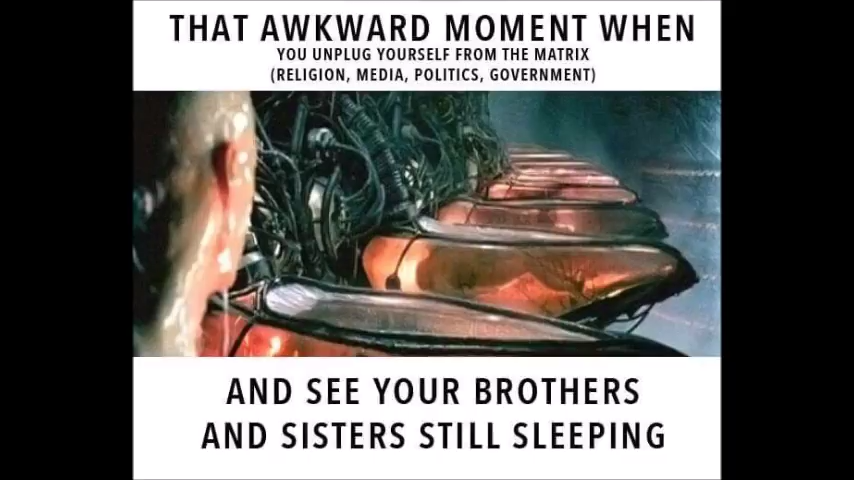 THAT AWKWARD MOMENT WHEN
YOU UNPLUG YOURSELF FROM THE MATRIX
(RELIGION, MEDIA, POLITICS, GOVERNMENT)
AND SEE YOUR BROTHERS
AND SISTERS STILL SLEEPING